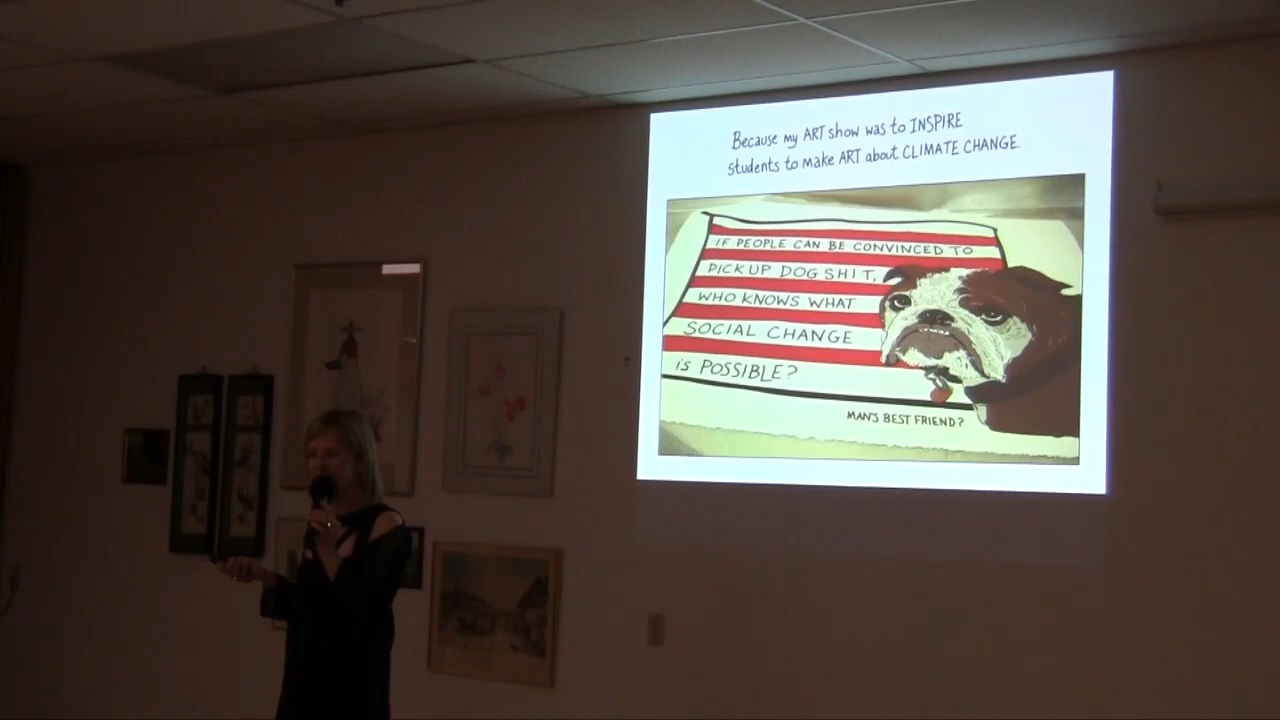 Because my ART show was to INSPIRE
students to make ART about CLIMATE CHANGE.
IF PEOPLE CAN BE CONVINCED TO
PICK UP DOG SHIT,
WHO KNOWS WHAT
SOCIAL CHANGE
is POSSIBLE?
MAN'S BEST FRIEND?